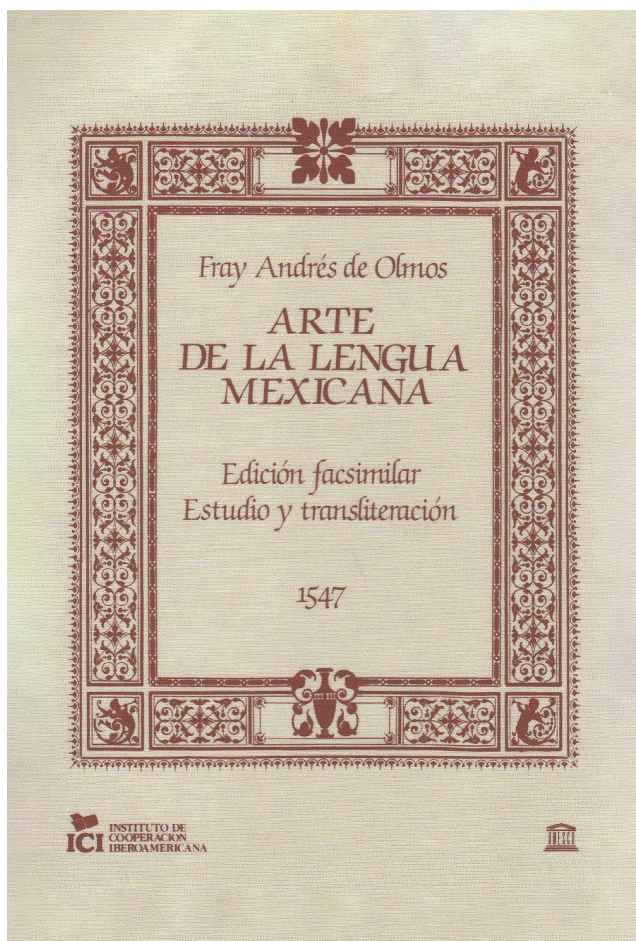 Fray Andrés de Olmos
ARTE
DE LA LENGUA
MEXICANA
Edición facsimilar
Estudio y transliteración
1547
ICI
INSTITUTO DE
COOPERACION
IBEROAMERICANA
UNESCO